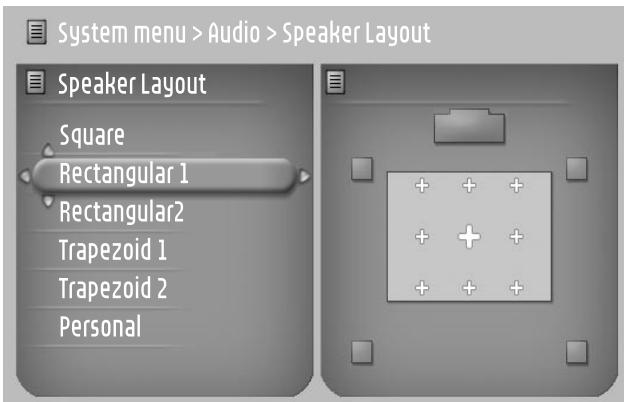 System menu > Audio > Speaker Layout
Speaker Layout
Square
Rectangular 1
Rectangular2
Trapezoid 1
Trapezoid 2
Personal